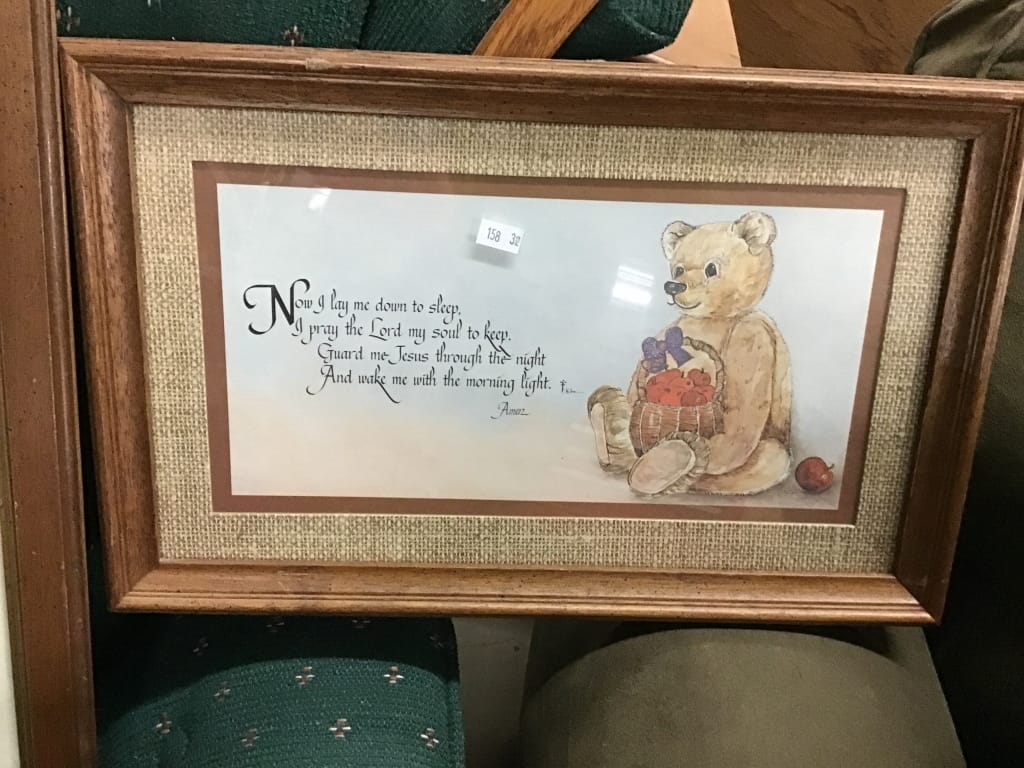 158 312
Now I lay me down to sleep,
I pray the Lord my soul to keep.
Guard me Jesus through the night
And wake me with the morning light.
Amen